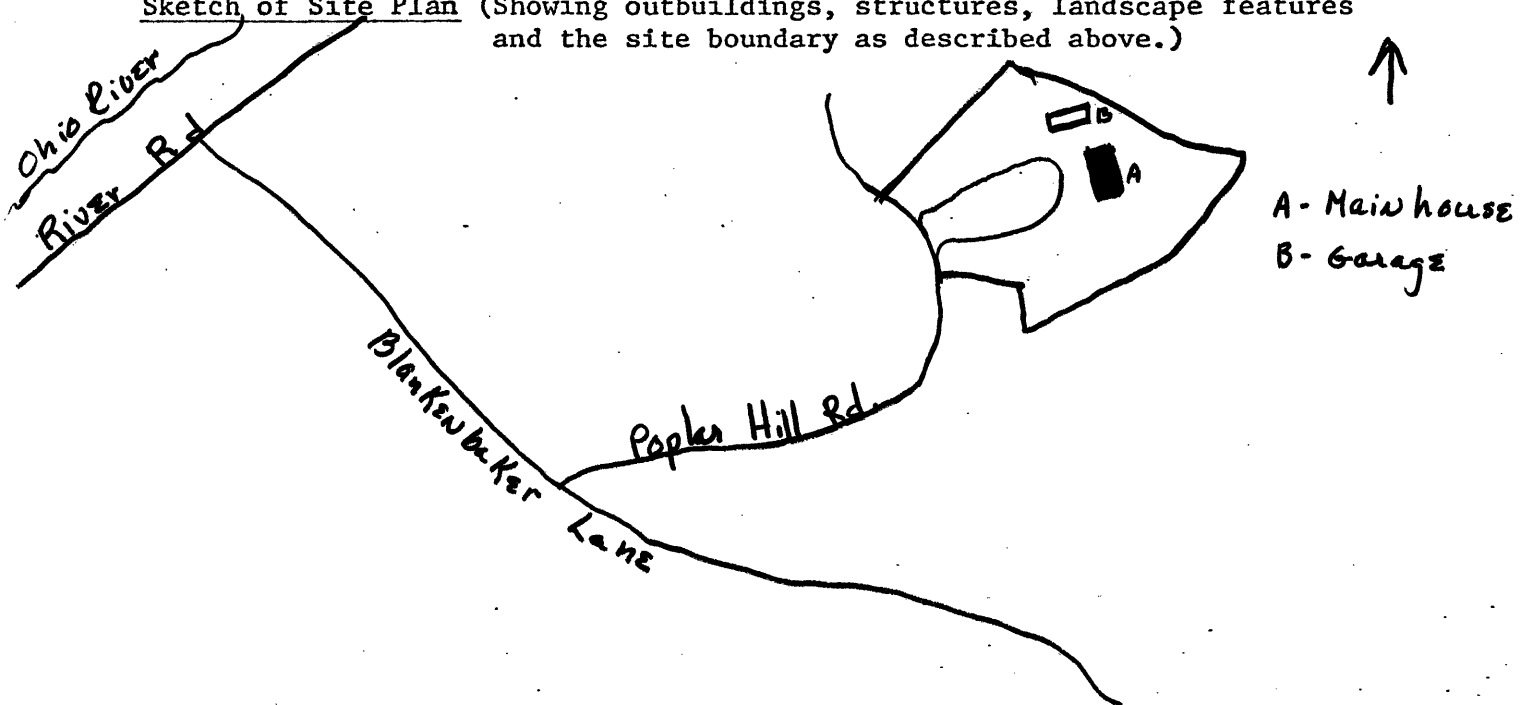 Sketch of Site Plan (Showing outbuildings, structures, landscape features
and the site boundary as described above.)
Ohio River
River Rd
B
A
A - Main house
B - Garage
Blankenbaker Lane
Poplar Hill Rd.